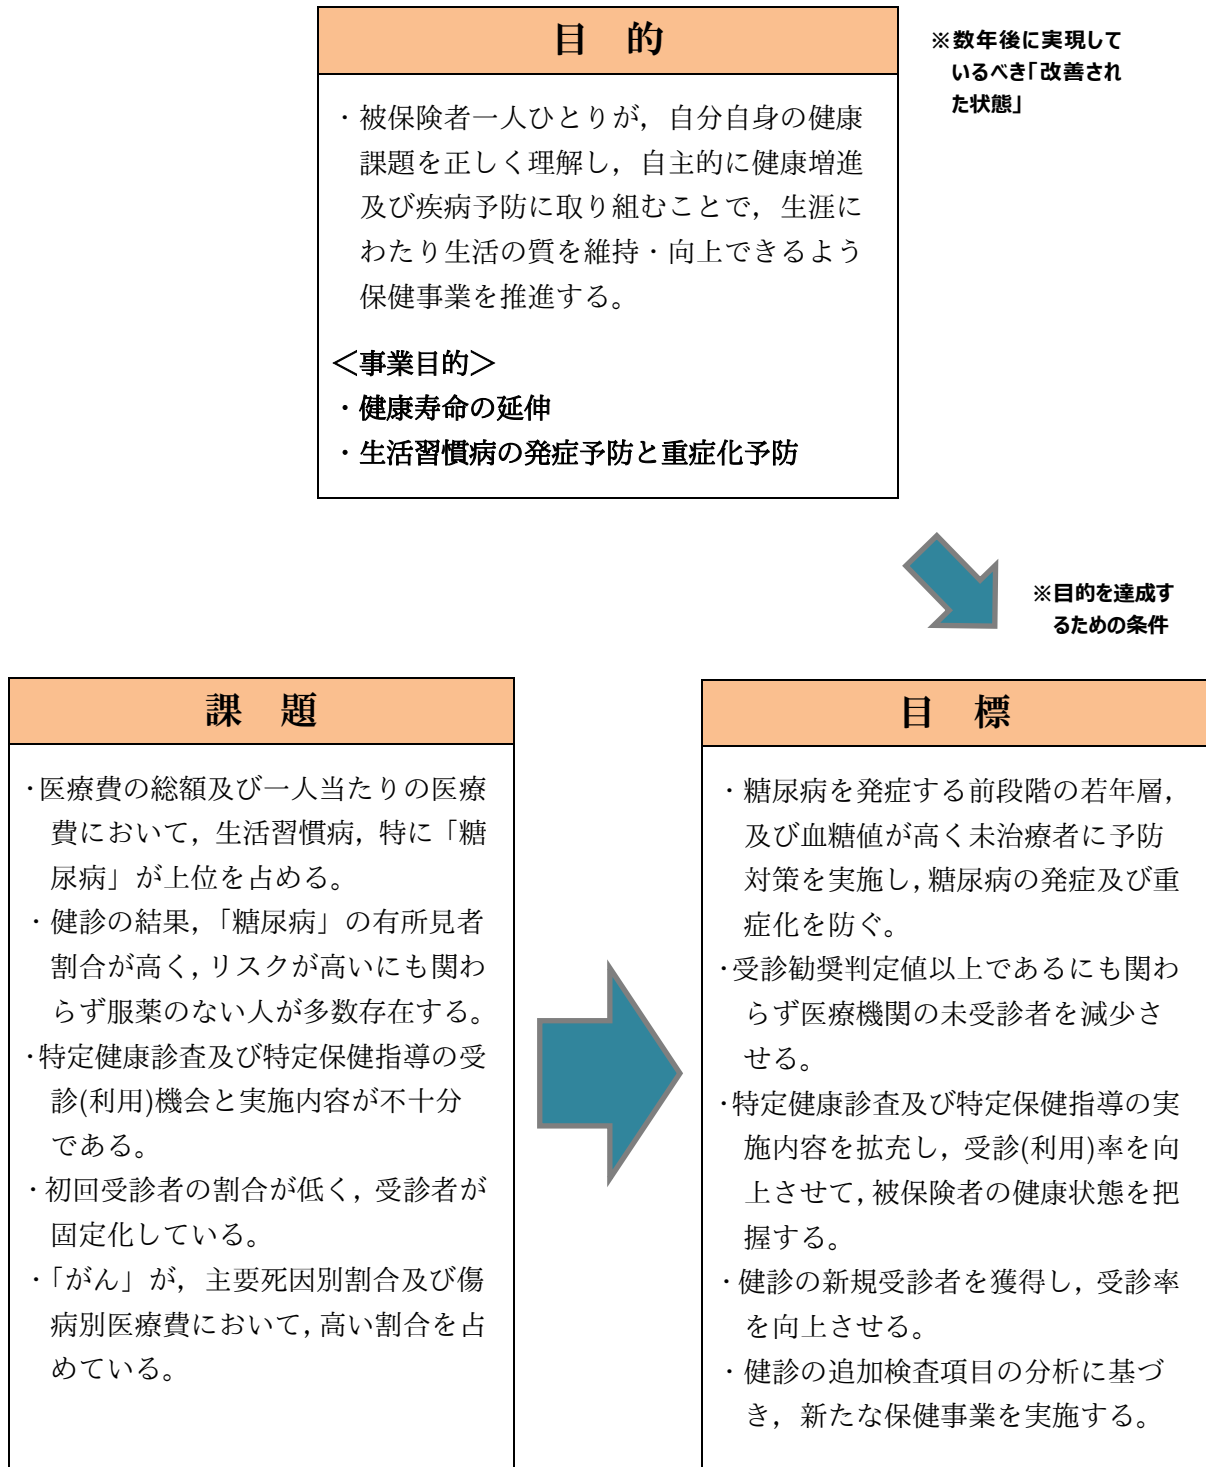 目　的
※数年後に実現して
いるべき「改善され
た状態」
・被保険者一人ひとりが，自分自身の健康
課題を正しく理解し，自主的に健康増進
及び疾病予防に取り組むことで，生涯に
わたり生活の質を維持・向上できるよう
保健事業を推進する。
＜事業目的＞
・健康寿命の延伸
・生活習慣病の発症予防と重症化予防
※目的を達成す
るための条件
課　題
・医療費の総額及び一人当たりの医療
費において，生活習慣病，特に「糖
尿病」が上位を占める。
・健診の結果，「糖尿病」の有所見者
割合が高く，リスクが高いにも関わ
らず服薬のない人が多数存在する。
・特定健康診査及び特定保健指導の受
診(利用)機会と実施内容が不十分
である。
・初回受診者の割合が低く，受診者が
固定化している。
・「がん」が，主要死因別割合及び傷
病別医療費において，高い割合を占
めている。
目　標
・糖尿病を発症する前段階の若年層，
及び血糖値が高く未治療者に予防
対策を実施し，糖尿病の発症及び重
症化を防ぐ。
・受診勧奨判定値以上であるにも関わ
らず医療機関の未受診者を減少さ
せる。
・特定健康診査及び特定保健指導の実
施内容を拡充し，受診(利用)率を向
上させて，被保険者の健康状態を把
握する。
・健診の新規受診者を獲得し，受診率
を向上させる。
・健診の追加検査項目の分析に基づ
き，新たな保健事業を実施する。